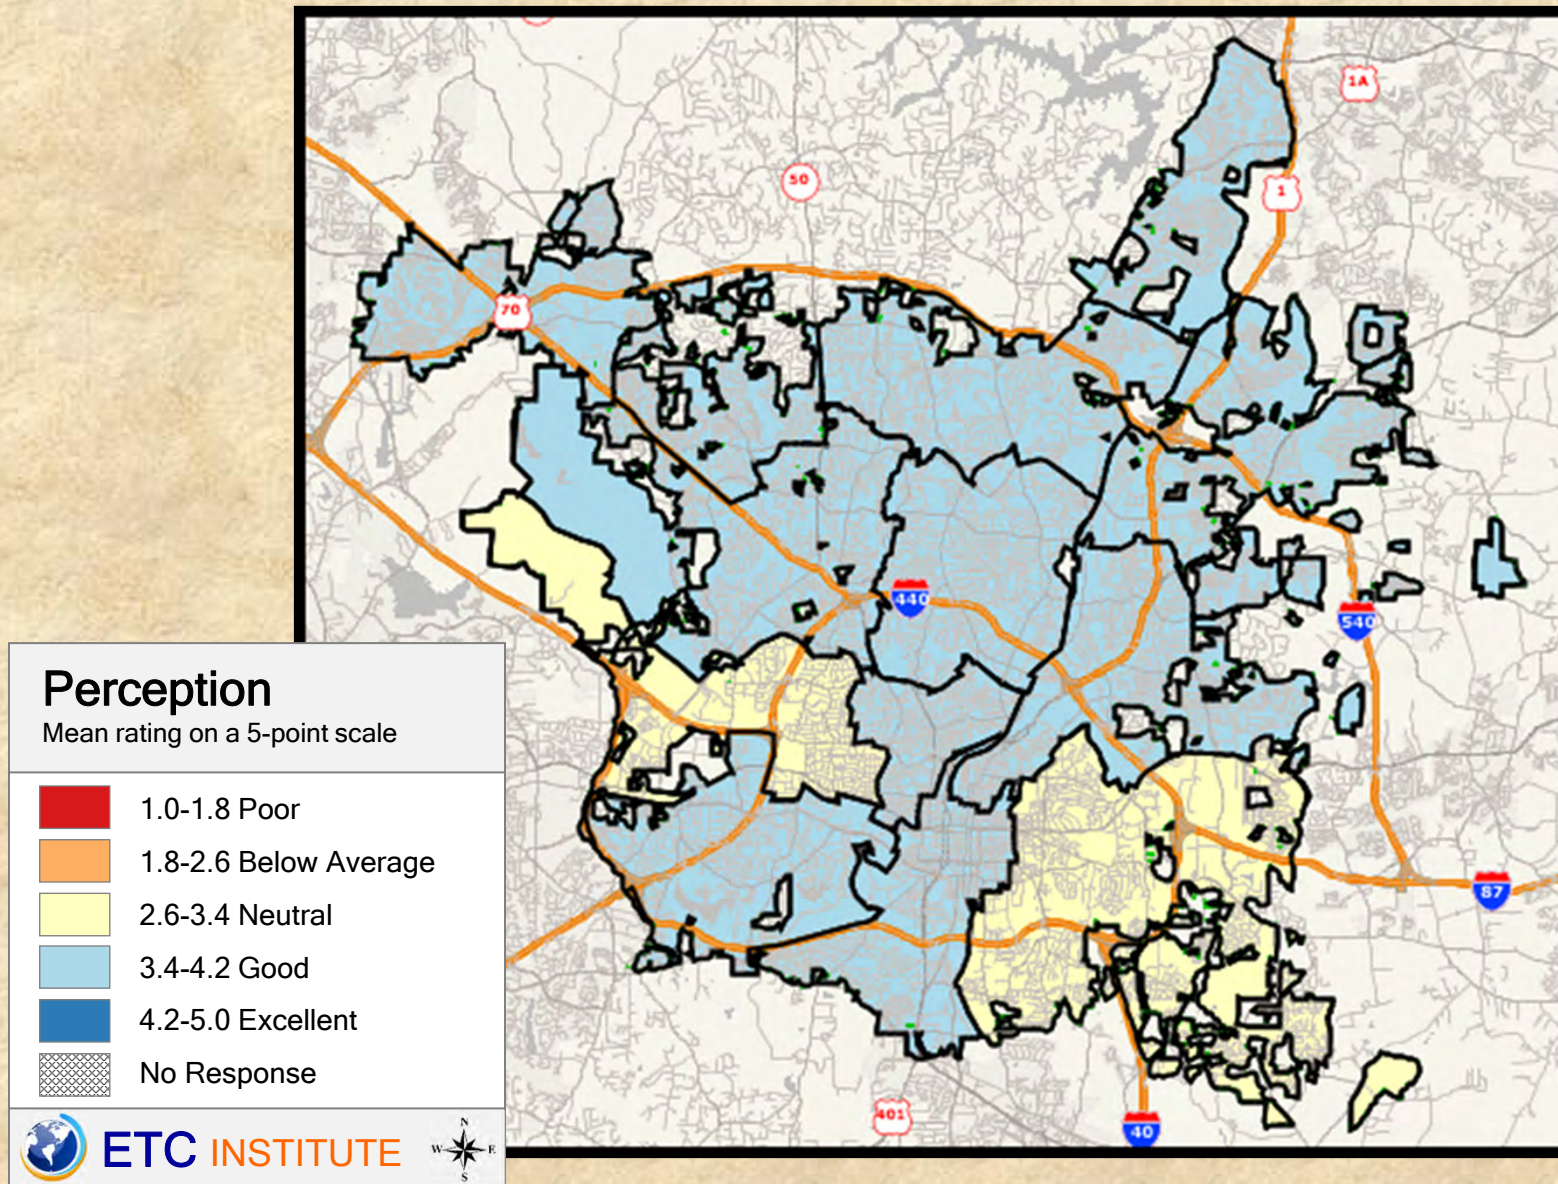 1A
50
1
70
440
540
87
401
40
Perception
Mean rating on a 5-point scale
1.0-1.8 Poor
1.8-2.6 Below Average
2.6-3.4 Neutral
3.4-4.2 Good
4.2-5.0 Excellent
No Response
ETC INSTITUTE
N
W E
S